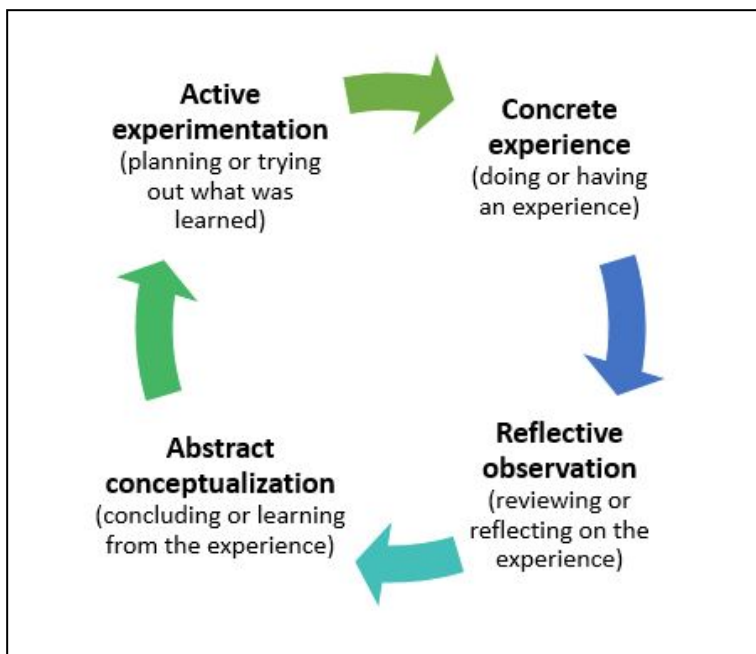 Active
experimentation
(planning or trying
out what was
learned)
Concrete
experience
(doing or having
an experience)
Reflective
observation
(reviewing or
reflecting on the
experience)
Abstract
conceptualization
(concluding or learning
from the experience)